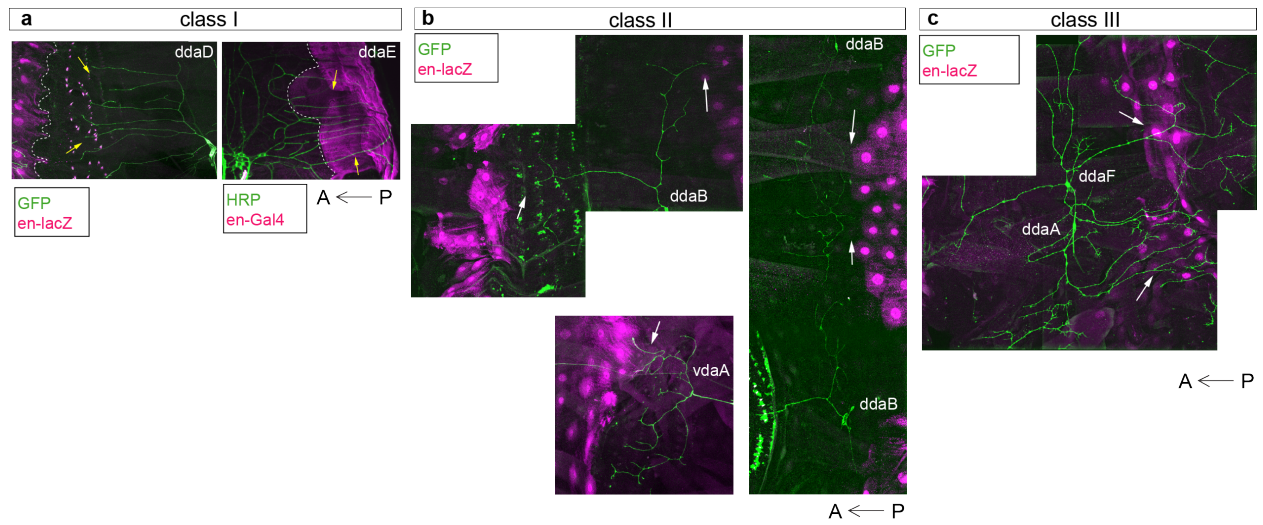 a class I
ddaD
ddaE
GFP
en-lacZ
HRP
en-Gal4
A ← P
b class II
GFP
en-lacZ
ddaB
ddaB
vdaA
ddaB
A ← P
c class III
GFP
en-lacZ
ddaF
ddaA
A ← P